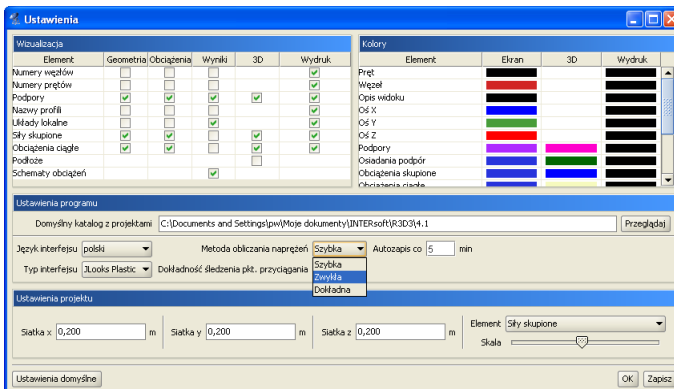 Ustawienia
Wizualizacja
Element Geometria Obciążenia Wyniki 3D Wydruk
Numery węzłów
Numery prętów
Podpory
Nazwy profili
Układy lokalne
Siły skupione
Obciążenia ciągłe
Podłoże
Schematy obciążeń
Kolory
Element Ekran 3D Wydruk
Pręt
Węzeł
Opis widoku
Oś X
Oś Y
Oś Z
Podpory
Osiadania podpór
Obciążenia skupione
Obciążenia ciągłe
Ustawienia programu
Domyślny katalog z projektami C:\Documents and Settings\pw\Moje dokumenty\INTERsoft\R3D3\4.1 Przeglądaj
Język interfejsu polski Metoda obliczania naprężeń Szybka Autozapis co 5 min
Typ interfejsu JLooks Plastic Dokładność śledzenia pkt. przyciągania
Szybka
Zwykła
Dokładna
Ustawienia projektu
Siatka x 0,200 m Siatka y 0,200 m Siatka z 0,200 m
Element Siły skupione
Skala
Ustawienia domyślne OK Zapisz